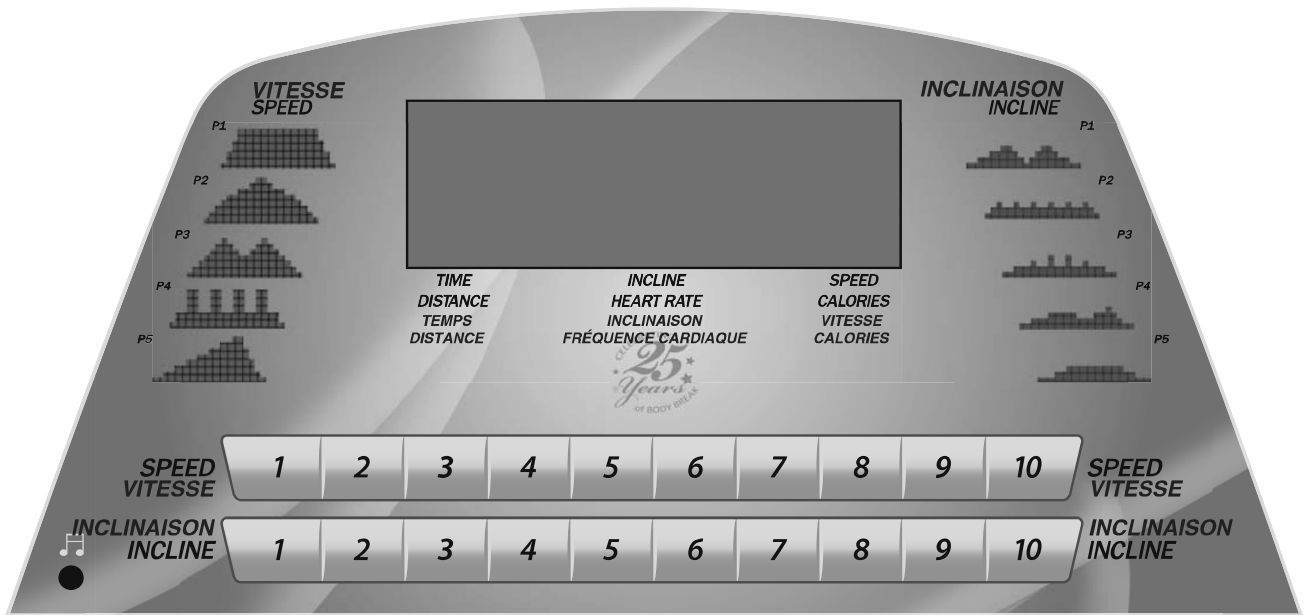 VITESSE
SPEED
P1
P2
P3
P4
P5
INCLINAISON
INCLINE
P1
P2
P3
P4
P5
TIME INCLINE SPEED
DISTANCE HEART RATE CALORIES
TEMPS INCLINAISON VITESSE
DISTANCE FRÉQUENCE CARDIAQUE CALORIES
25
Years
of BODY BREAK
SPEED
VITESSE
1 2 3 4 5 6 7 8 9 10
SPEED
VITESSE
INCLINAISON
INCLINE
1 2 3 4 5 6 7 8 9 10
INCLINAISON
INCLINE